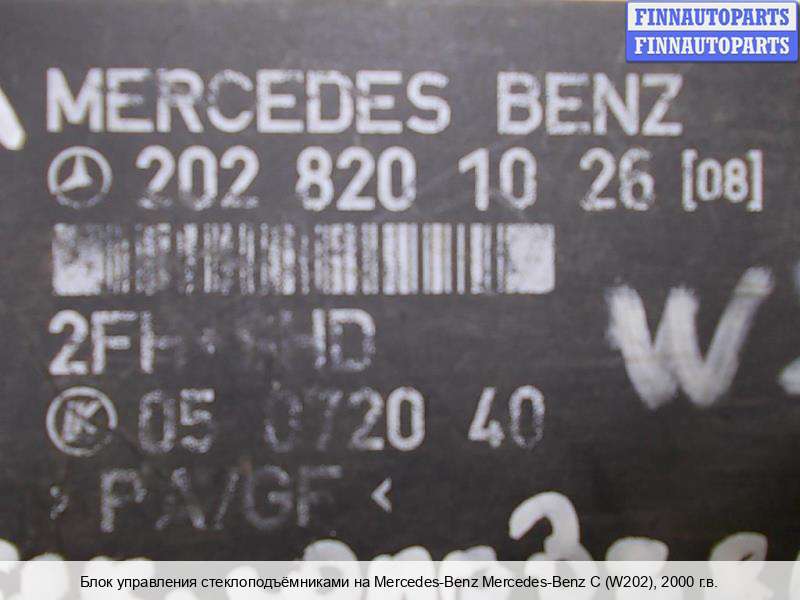 FINNAUTOPARTS
FINNAUTOPARTS
MERCEDES BENZ
202 820 10 26 [08]
2FH+SHD
05 0720 40
> PA/GF <
Блок управления стеклоподъёмниками на Mercedes-Benz Mercedes-Benz C (W202), 2000 г.в.